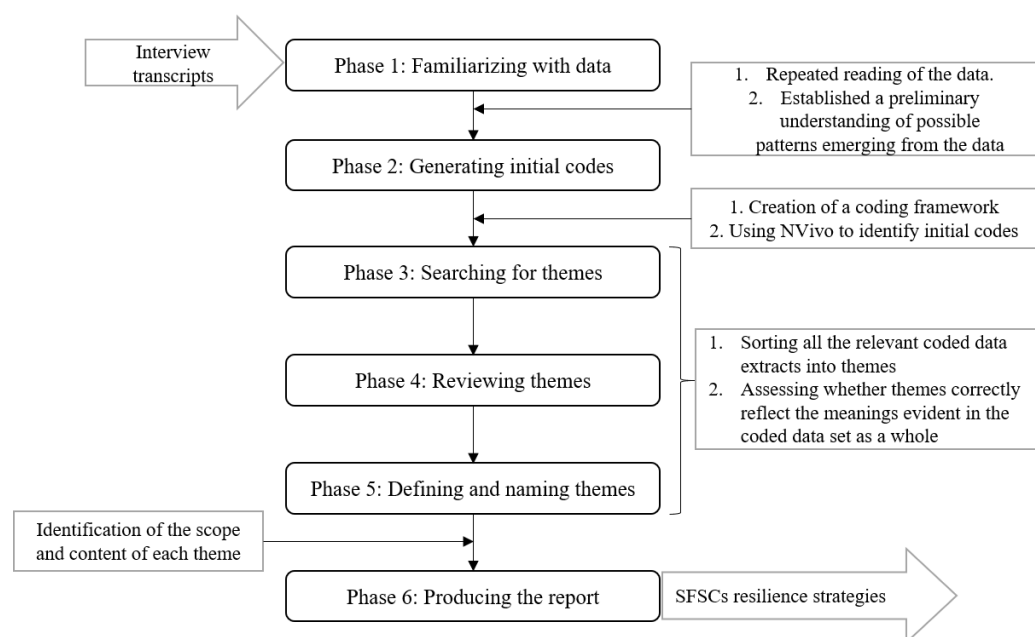 Interview
transcripts
Phase 1: Familiarizing with data
1. Repeated reading of the data.
2. Established a preliminary
understanding of possible
patterns emerging from the data
Phase 2: Generating initial codes
1. Creation of a coding framework
2. Using NVivo to identify initial codes
Phase 3: Searching for themes
Phase 4: Reviewing themes
1. Sorting all the relevant coded data
extracts into themes
2. Assessing whether themes correctly
reflect the meanings evident in the
coded data set as a whole
Phase 5: Defining and naming themes
Identification of the scope
and content of each theme
Phase 6: Producing the report
SFSCs resilience strategies